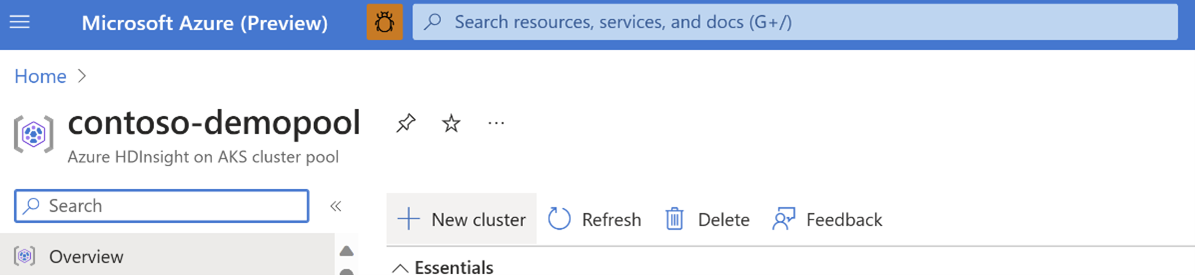 Microsoft Azure (Preview) Search resources, services, and docs (G+/)
Home
contoso-demopool
Azure HDInsight on AKS cluster pool
Search
New cluster Refresh Delete Feedback
Overview
Essentials